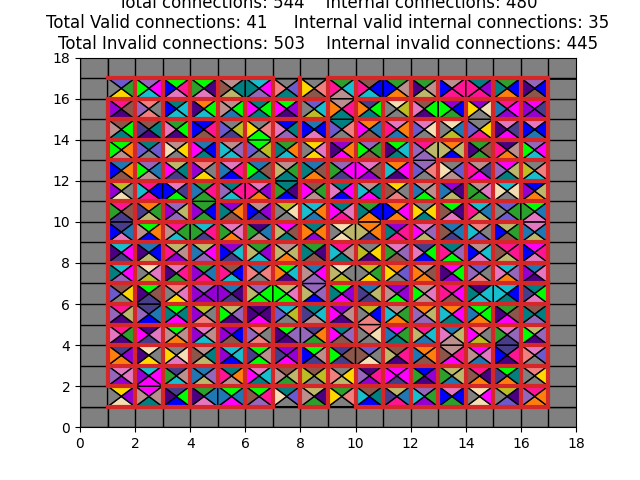 Total connections: 544    Internal connections: 480
Total Valid connections: 41    Internal valid internal connections: 35
Total Invalid connections: 503    Internal invalid connections: 445
18
16
14
12
10
8
6
4
2
0
0 2 4 6 8 10 12 14 16 18